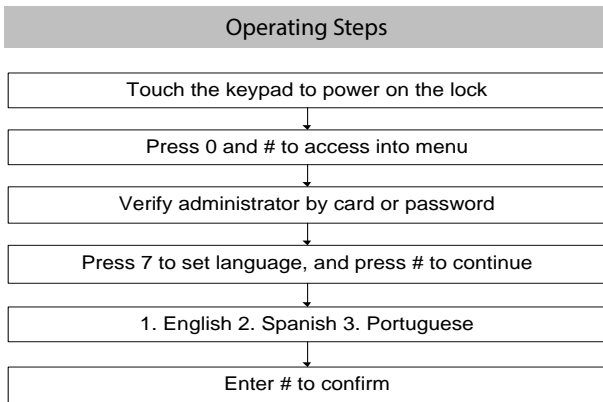 Operating Steps
Touch the keypad to power on the lock
Press 0 and # to access into menu
Verify administrator by card or password
Press 7 to set language, and press # to continue
1. English 2. Spanish 3. Portuguese
Enter # to confirm